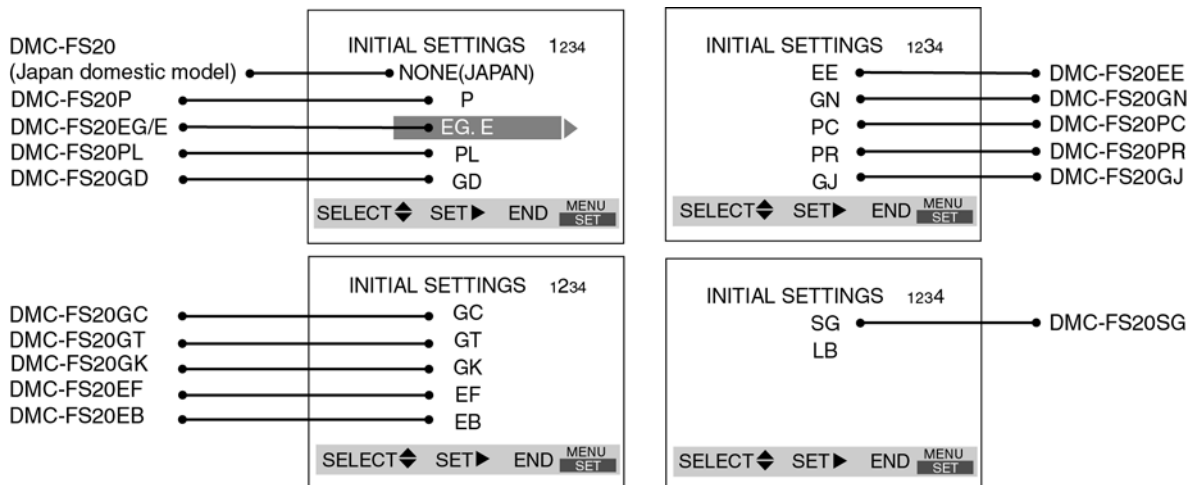 DMC-FS20
(Japan domestic model)
DMC-FS20P
DMC-FS20EG/E
DMC-FS20PL
DMC-FS20GD
INITIAL SETTINGS 1234
NONE(JAPAN)
P
EG. E
PL
GD
SELECT SET END MENU
SET
INITIAL SETTINGS 1234
EE
GN
PC
PR
GJ
SELECT SET END MENU
SET
DMC-FS20EE
DMC-FS20GN
DMC-FS20PC
DMC-FS20PR
DMC-FS20GJ
DMC-FS20GC
DMC-FS20GT
DMC-FS20GK
DMC-FS20EF
DMC-FS20EB
INITIAL SETTINGS 1234
GC
GT
GK
EF
EB
SELECT SET END MENU
SET
INITIAL SETTINGS 1234
SG
LB
SELECT SET END MENU
SET
DMC-FS20SG